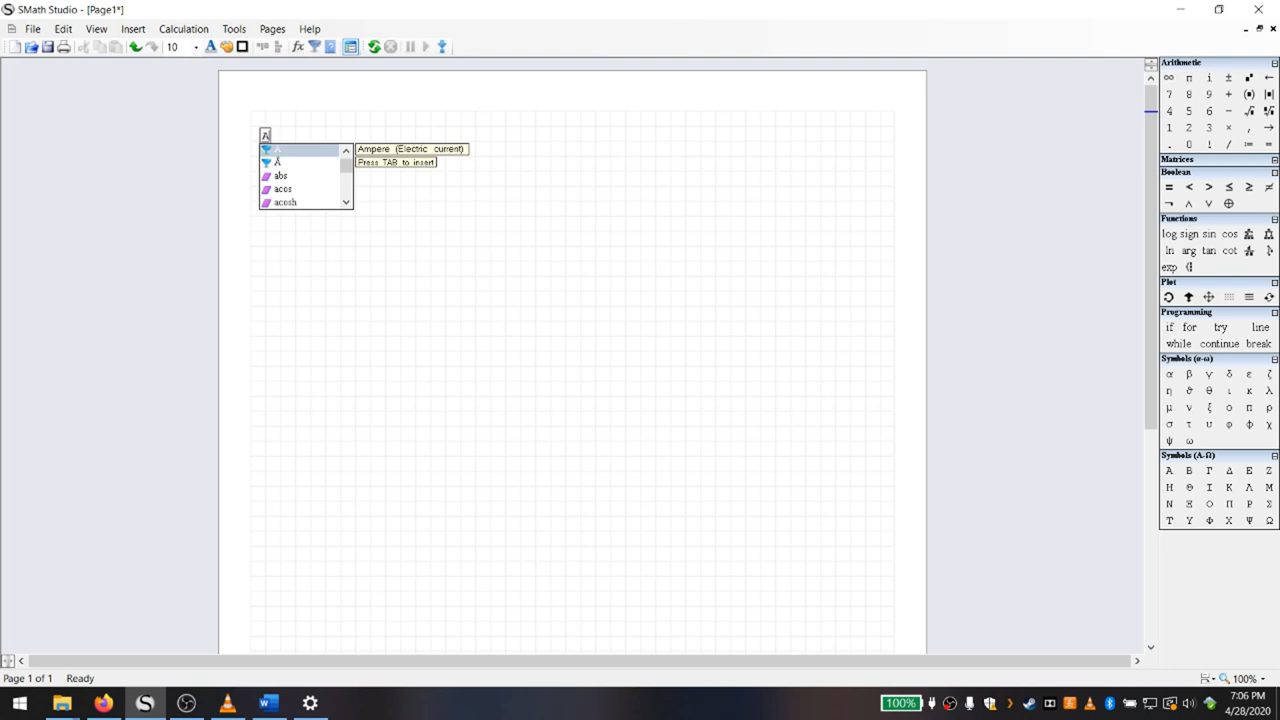 SMath Studio - [Page1*]
File Edit View Insert Calculation Tools Pages Help
10
A
A Ampere (Electric current)
Å Press TAB to insert
abs
acos
acosh
Arithmetic
∞ π i ± ←
7 8 9 + (▪) |▪|
4 5 6 - √
1 2 3 × , →
. 0 ! / := =
Matrices
Boolean
= < > ≤ ≥ ≠
¬ ∧ ∨ ⊕
Functions
log sign sin cos
ln arg tan cot
exp
Plot
Programming
if for try line
while continue break
Symbols (α-ω)
α β γ δ ε ζ
η ϑ θ ι κ λ
μ ν ξ ο π ρ
σ τ υ φ ϕ χ
ψ ω
Symbols (Α-Ω)
Α Β Γ Δ Ε Ζ
Η Θ Ι Κ Λ Μ
Ν Ξ Ο Π Ρ Σ
Τ Υ Φ Χ Ψ Ω
Page 1 of 1 Ready
100%
100%
7:06 PM
4/28/2020